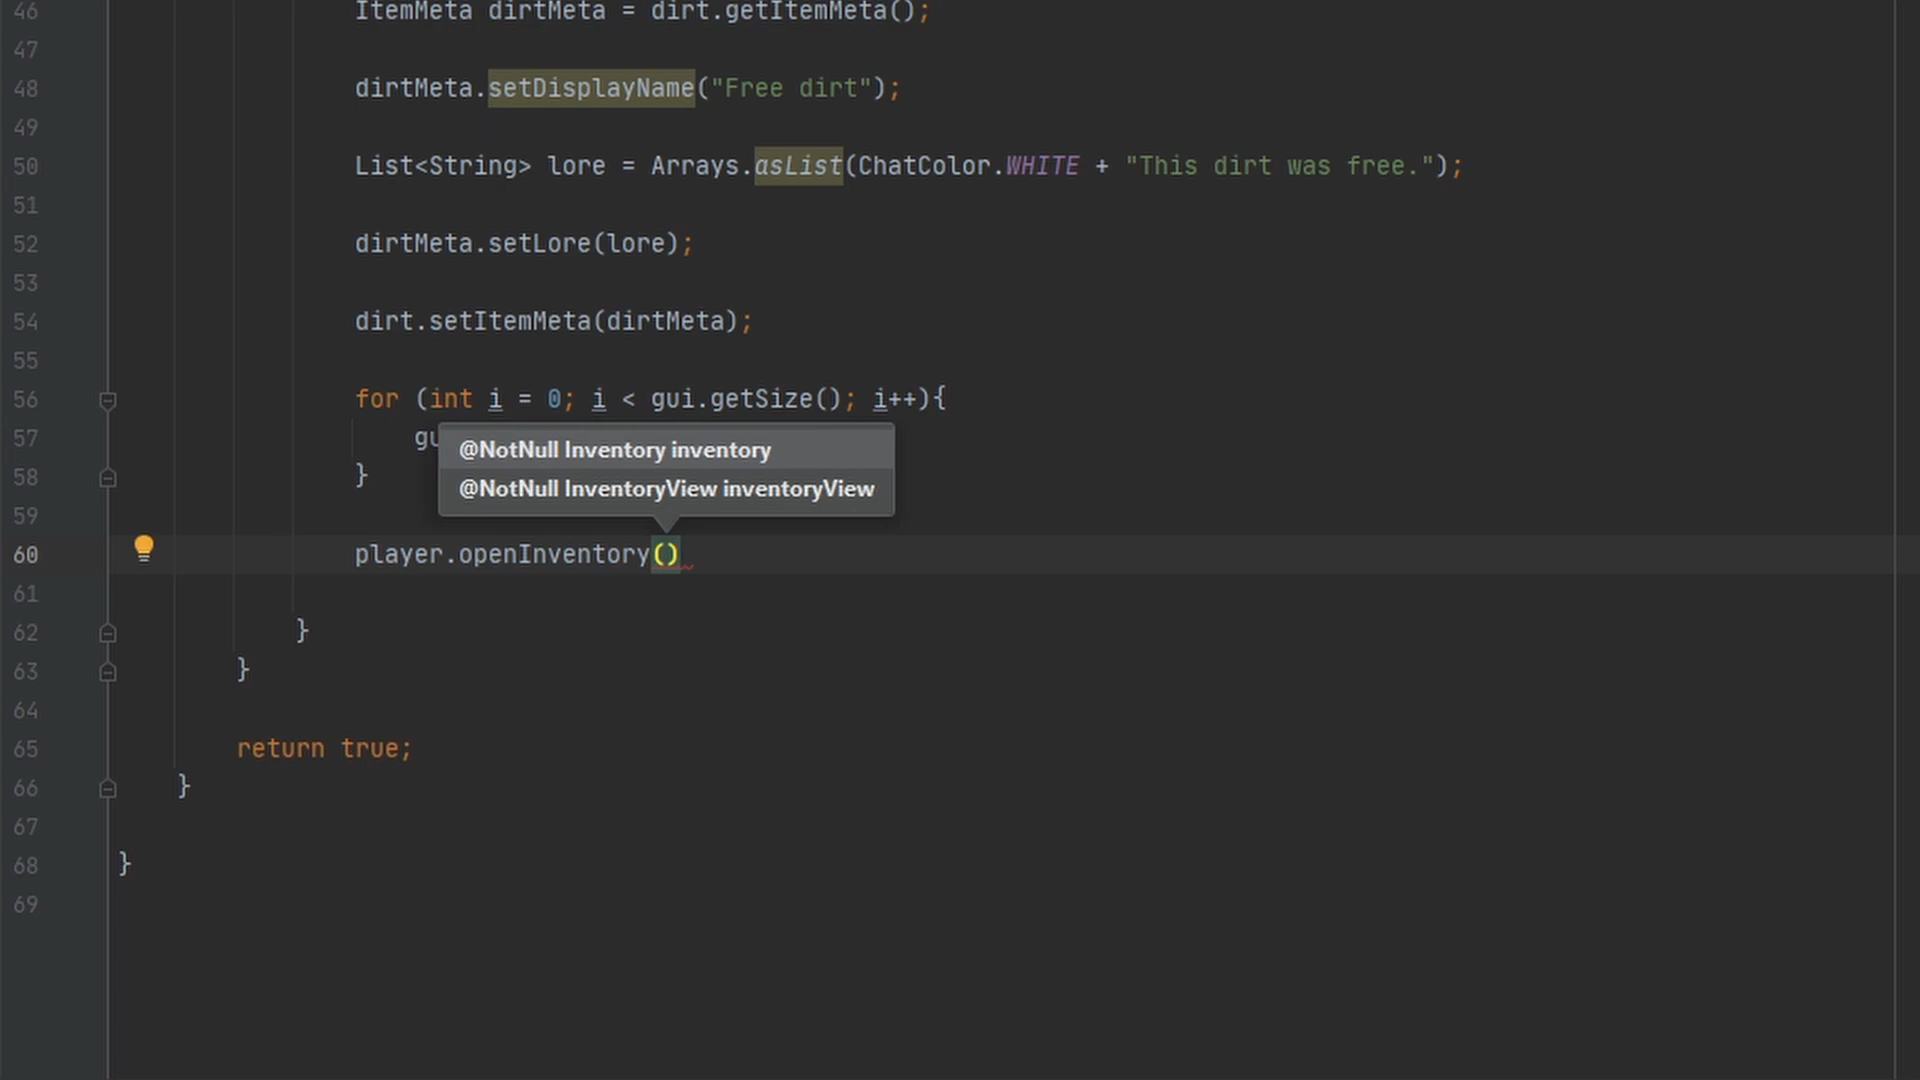 46 ItemMeta dirtMeta = dirt.getItemMeta();
47
48 dirtMeta.setDisplayName("Free dirt");
49
50 List<String> lore = Arrays.asList(ChatColor.WHITE + "This dirt was free.");
51
52 dirtMeta.setLore(lore);
53
54 dirt.setItemMeta(dirtMeta);
55
56 for (int i = 0; i < gui.getSize(); i++){
57 gu
@NotNull Inventory inventory
58 }
@NotNull InventoryView inventoryView
59
60 player.openInventory()
61
62 }
63 }
64
65 return true;
66 }
67
68 }
69